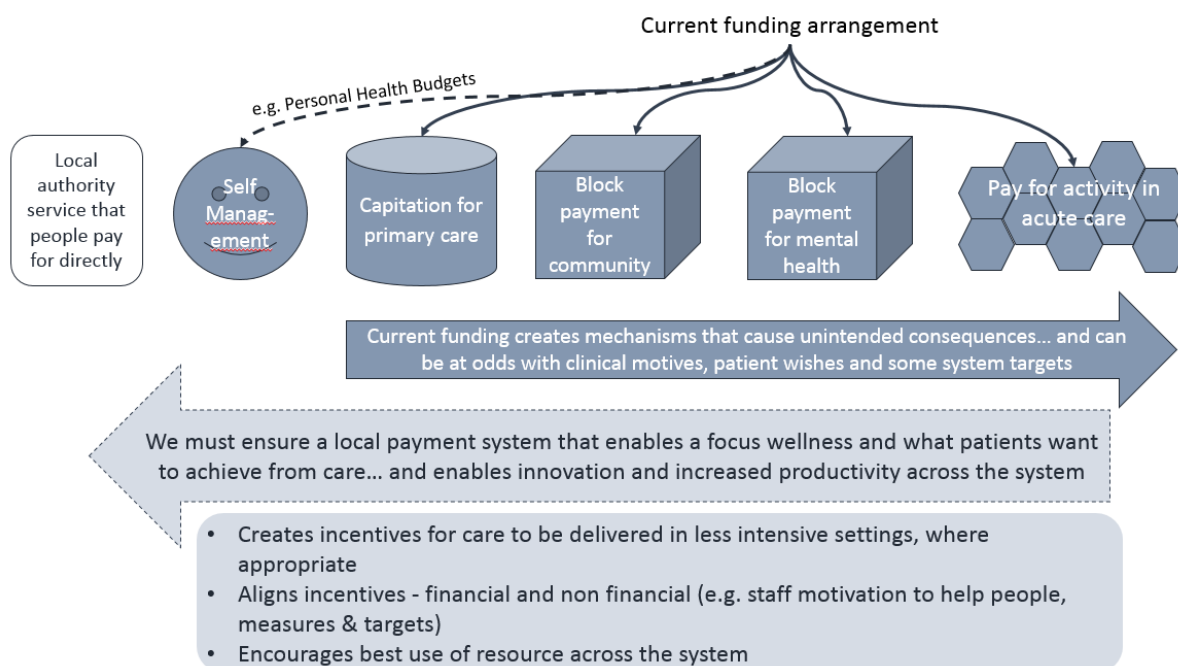 Current funding arrangement
e.g. Personal Health Budgets
Local
authority
service that
people pay
for directly
Self
Manag-
ement
Capitation for
primary care
Block
payment
for
community
Block
payment
for mental
health
Pay for activity in
acute care
Current funding creates mechanisms that cause unintended consequences... and can
be at odds with clinical motives, patient wishes and some system targets
We must ensure a local payment system that enables a focus wellness and what patients want
to achieve from care... and enables innovation and increased productivity across the system
• Creates incentives for care to be delivered in less intensive settings, where
appropriate
• Aligns incentives - financial and non financial (e.g. staff motivation to help people,
measures & targets)
• Encourages best use of resource across the system